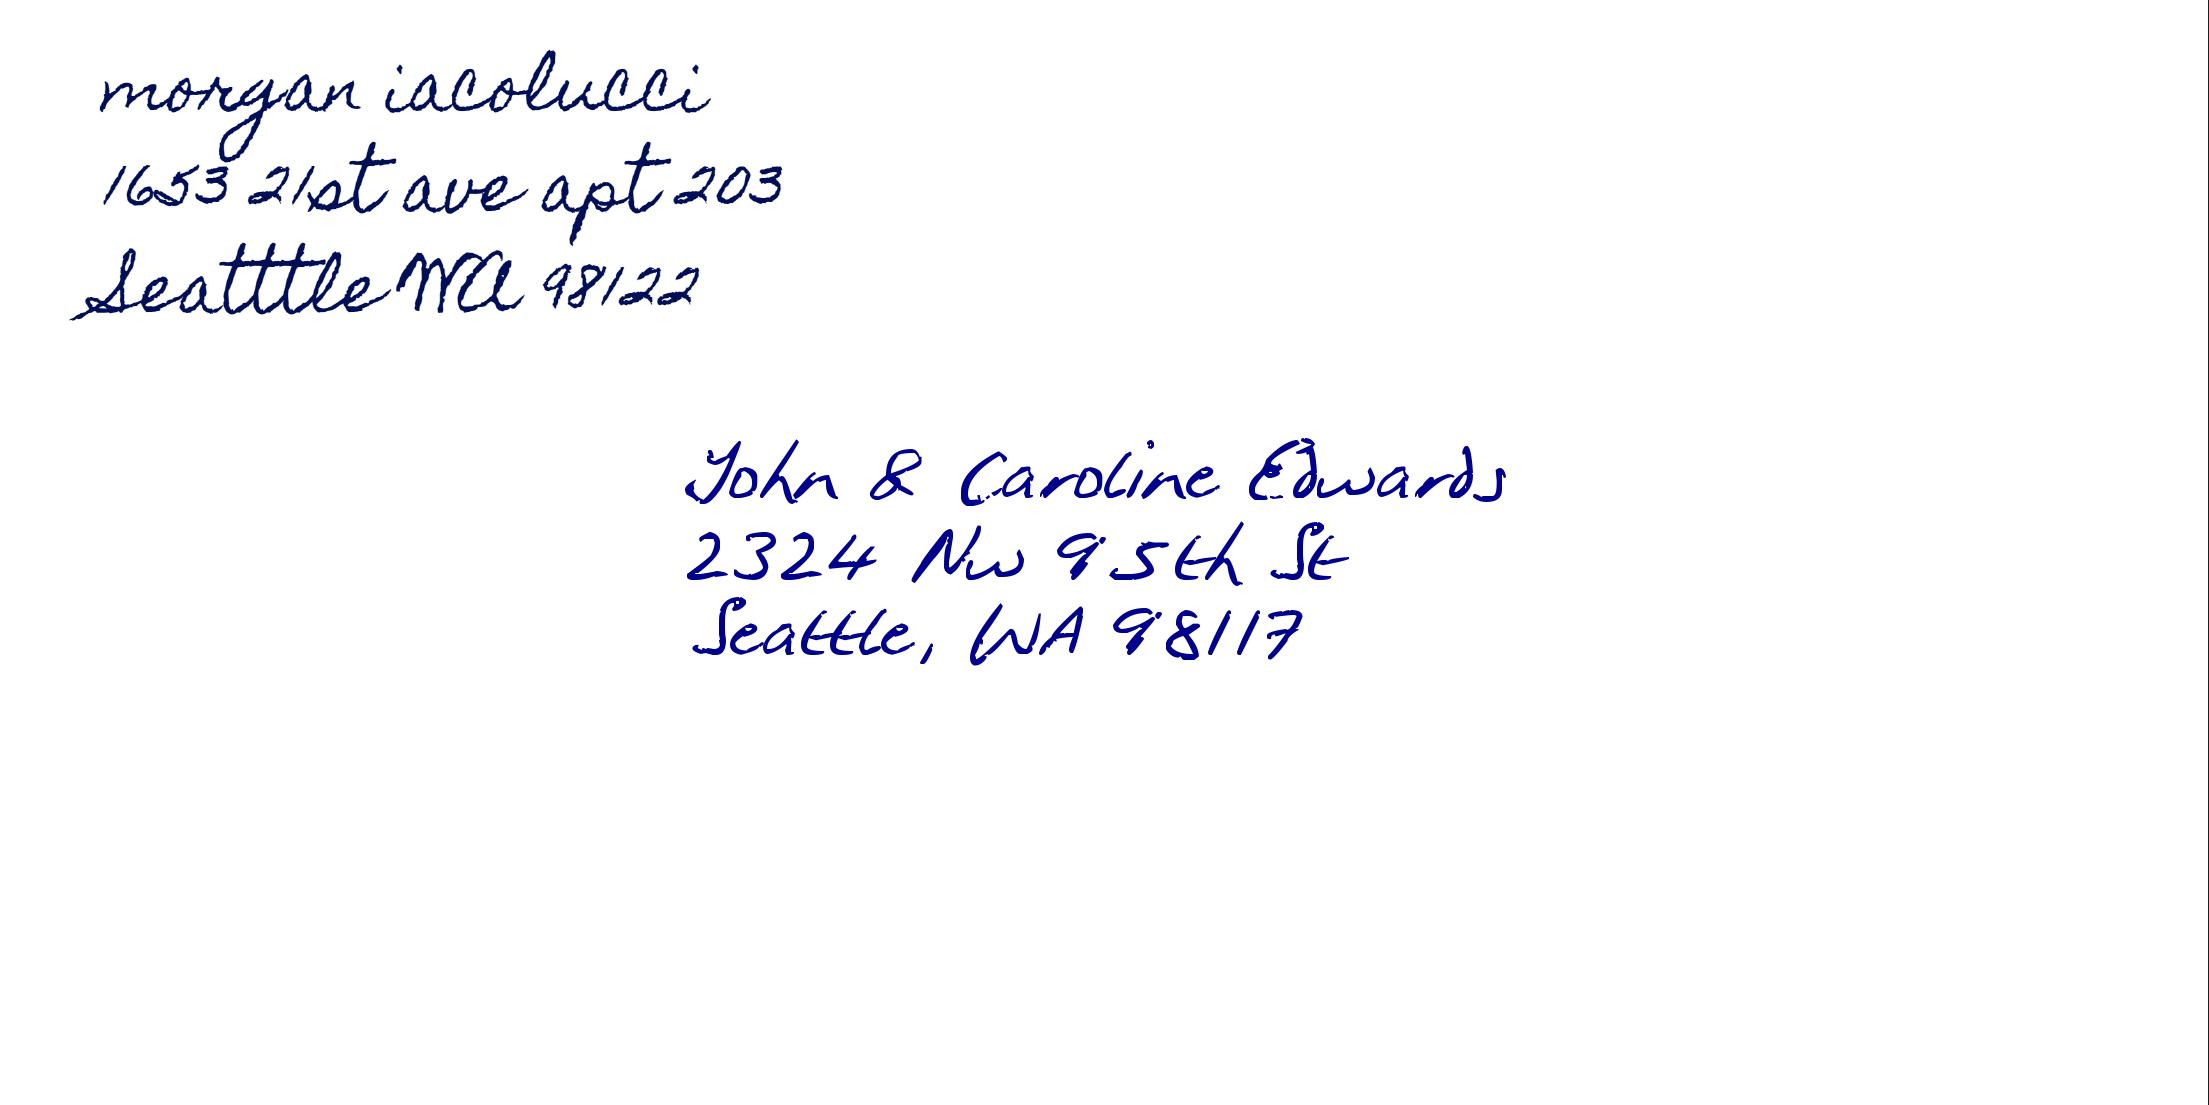 morgan iacolucci
1653 21st ave apt 203
Seatttle WA 98122
John & Caroline Edwards
2324 NW 95th St
Seattle, WA 98117